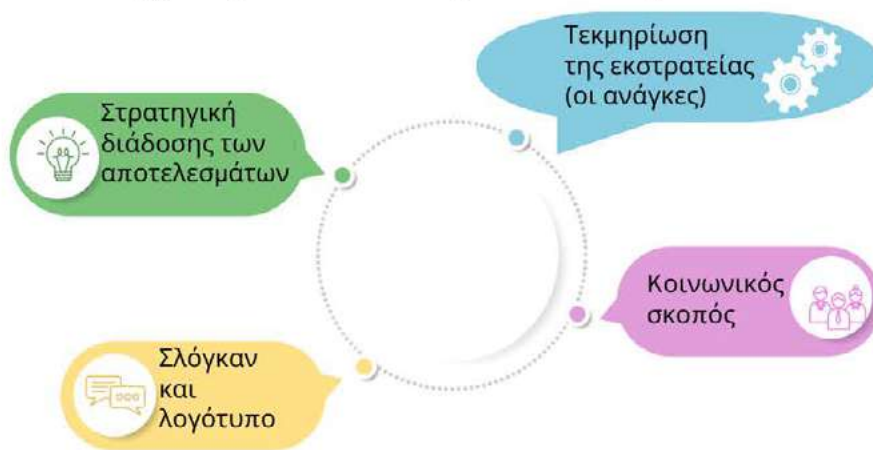 Τεκμηρίωση
της εκστρατείας
(οι ανάγκες)
Στρατηγική
διάδοσης των
αποτελεσμάτων
Κοινωνικός
σκοπός
Σλόγκαν
και
λογότυπο